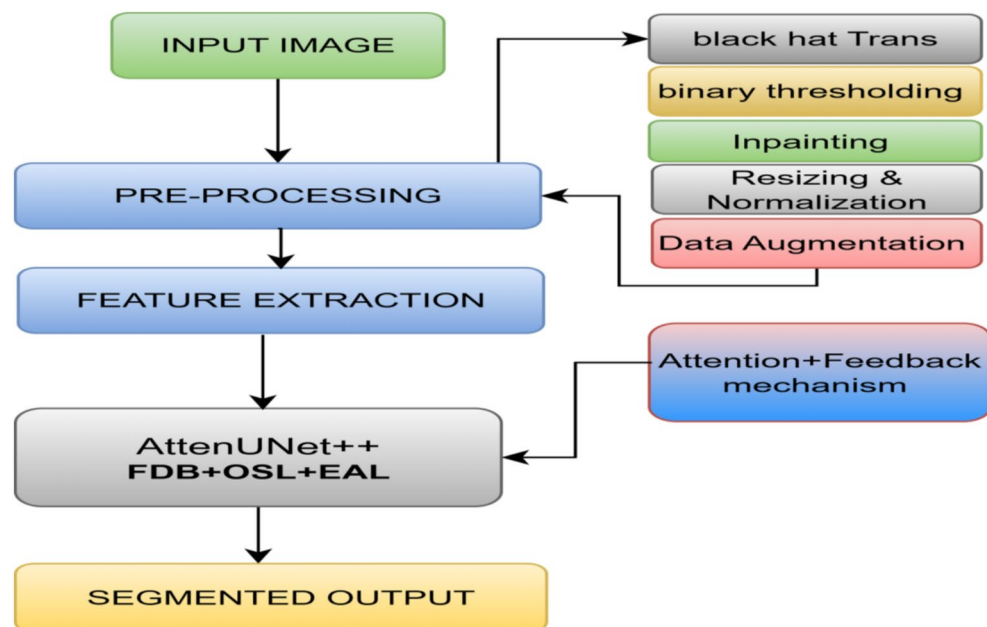 INPUT IMAGE
PRE-PROCESSING
FEATURE EXTRACTION
AttenUNet++
FDB+OSL+EAL
SEGMENTED OUTPUT
black hat Trans
binary thresholding
Inpainting
Resizing &
Normalization
Data Augmentation
Attention+Feedback
mechanism